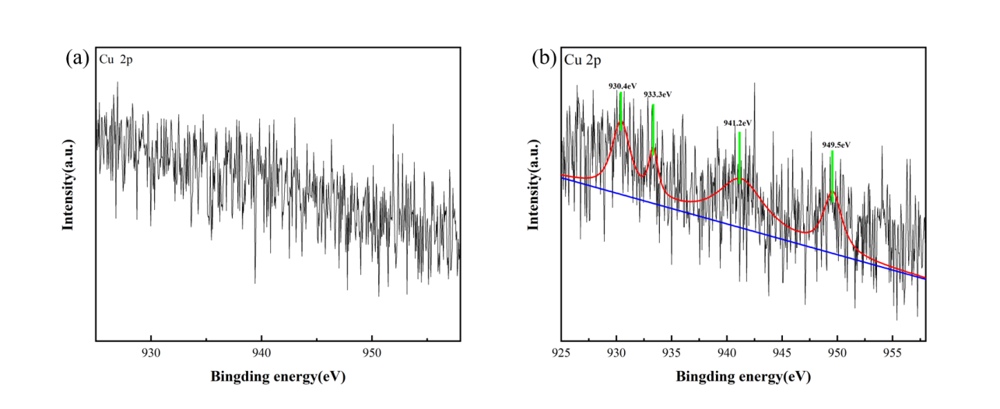 (a)
Cu 2p
Intensity(a.u.)
930
940
950
Bingding energy(eV)
(b)
Cu 2p
930.4eV
933.3eV
941.2eV
949.5eV
Intensity(a.u.)
925
930
935
940
945
950
955
Bingding energy(eV)